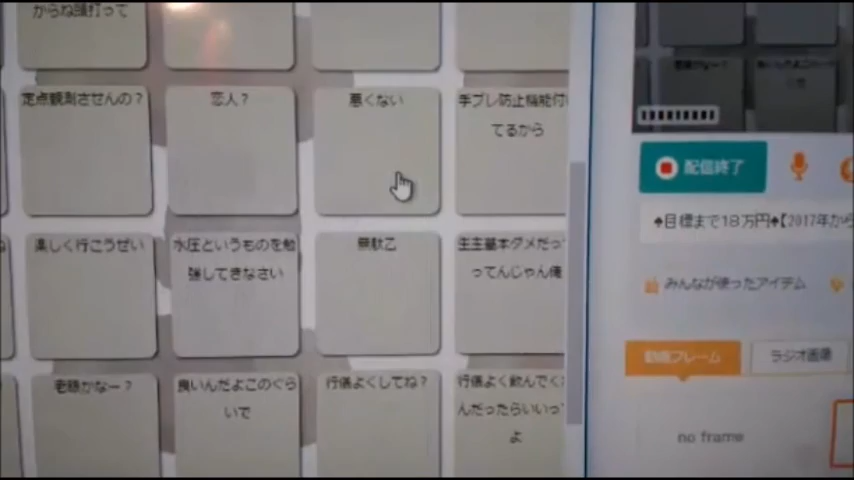 からね頭打って
定点観測させんの？
恋人？
悪くない
手ブレ防止機能付い
てるから
楽しく行こうぜい
水圧というものを勉
強してきなさい
無駄乙
生主基本ダメだっ
ってんじゃん俺
老眼かなー？
良いんだよこのぐら
いで
行儀よくしてね？
行儀よく飲んでく
んだったらいいっ
よ
配信終了
♠目標まで18万円♠【2017年から
みんなが使ったアイテム
動画フレーム
ラジオ画像
no frame